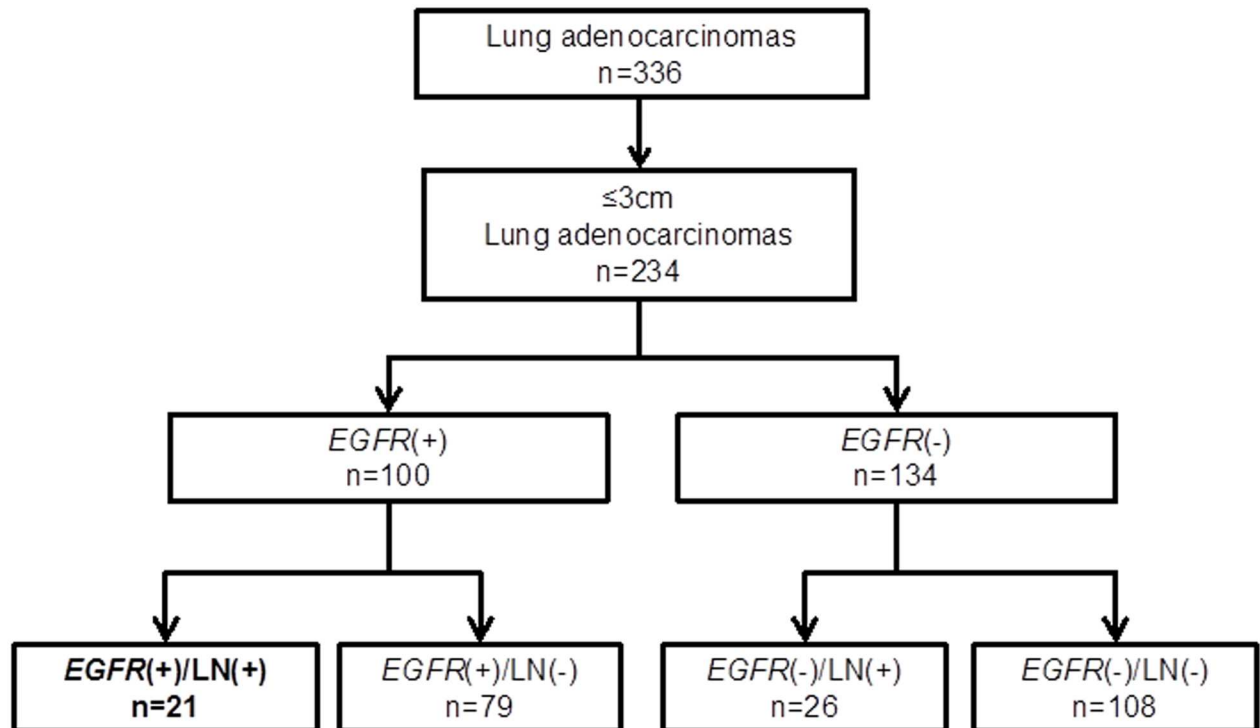 Lung adenocarcinomas
n=336
≤3cm
Lung adenocarcinomas
n=234
EGFR(+)
n=100
EGFR(-)
n=134
EGFR(+)/LN(+)
n=21
EGFR(+)/LN(-)
n=79
EGFR(-)/LN(+)
n=26
EGFR(-)/LN(-)
n=108